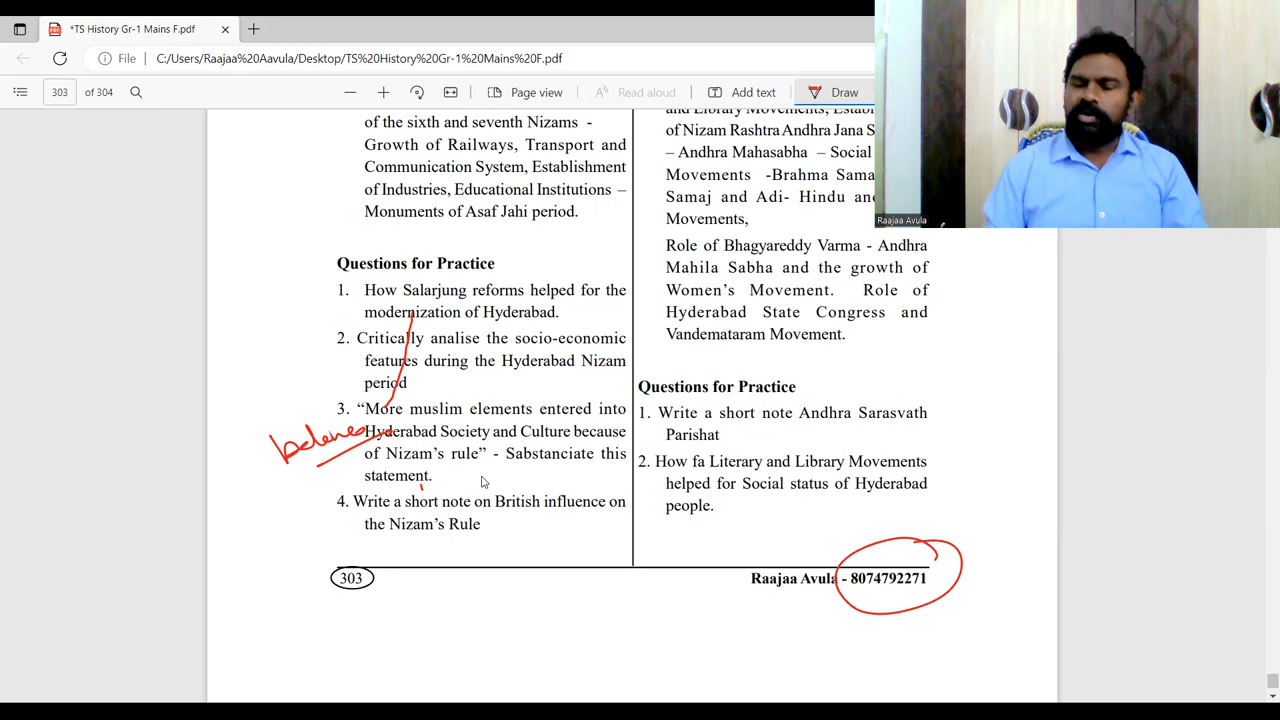 *TS History Gr-1 Mains F.pdf
File
C:/Users/Raajaa%20Aavula/Desktop/TS%20History%20Gr-1%20Mains%20F.pdf
303 of 304
Page view
Read aloud
Add text
Draw
of the sixth and seventh Nizams -
Growth of Railways, Transport and
Communication System, Establishment
of Industries, Educational Institutions –
Monuments of Asaf Jahi period.
Questions for Practice
1. How Salarjung reforms helped for the
modernization of Hyderabad.
2. Critically analise the socio-economic
features during the Hyderabad Nizam
period
3. “More muslim elements entered into
Hyderabad Society and Culture because
of Nizam’s rule” - Substanciate this
statement.
4. Write a short note on British influence on
the Nizam’s Rule
303
and Library Movements,
of Nizam Rashtra Andhra Jana S
– Andhra Mahasabha – Social
Movements -Brahma Sama
Samaj and Adi- Hindu and
Movements,
Role of Bhagyareddy Varma - Andhra
Mahila Sabha and the growth of
Women’s Movement. Role of
Hyderabad State Congress and
Vandemataram Movement.
Questions for Practice
1. Write a short note Andhra Sarasvath
Parishat
2. How fa Literary and Library Movements
helped for Social status of Hyderabad
people.
Raajaa Avula - 8074792271
Raajaa Avula